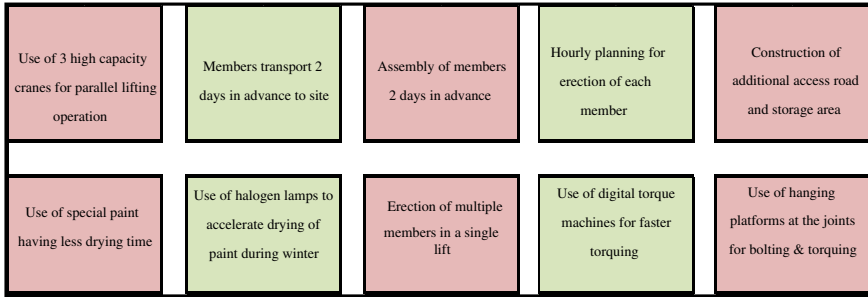 Use of 3 high capacity
cranes for parallel lifting
operation
Members transport 2
days in advance to site
Assembly of members
2 days in advance
Hourly planning for
erection of each
member
Construction of
additional access road
and storage area
Use of special paint
having less drying time
Use of halogen lamps to
accelerate drying of
paint during winter
Erection of multiple
members in a single
lift
Use of digital torque
machines for faster
torquing
Use of hanging
platforms at the joints
for bolting & torquing